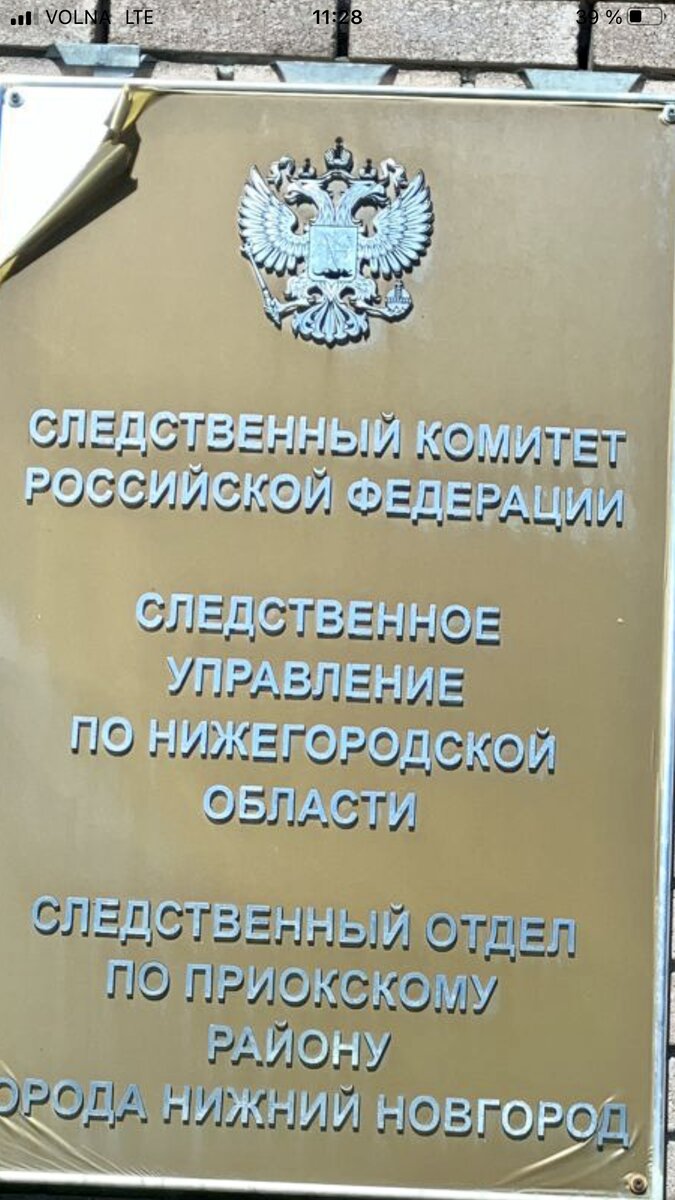 VOLNA LTE 11:28 39 %
СЛЕДСТВЕННЫЙ КОМИТЕТ
РОССИЙСКОЙ ФЕДЕРАЦИИ
СЛЕДСТВЕННОЕ
УПРАВЛЕНИЕ
ПО НИЖЕГОРОДСКОЙ
ОБЛАСТИ
СЛЕДСТВЕННЫЙ ОТДЕЛ
ПО ПРИОКСКОМУ
РАЙОНУ
ОРОДА НИЖНИЙ НОВГОРОД